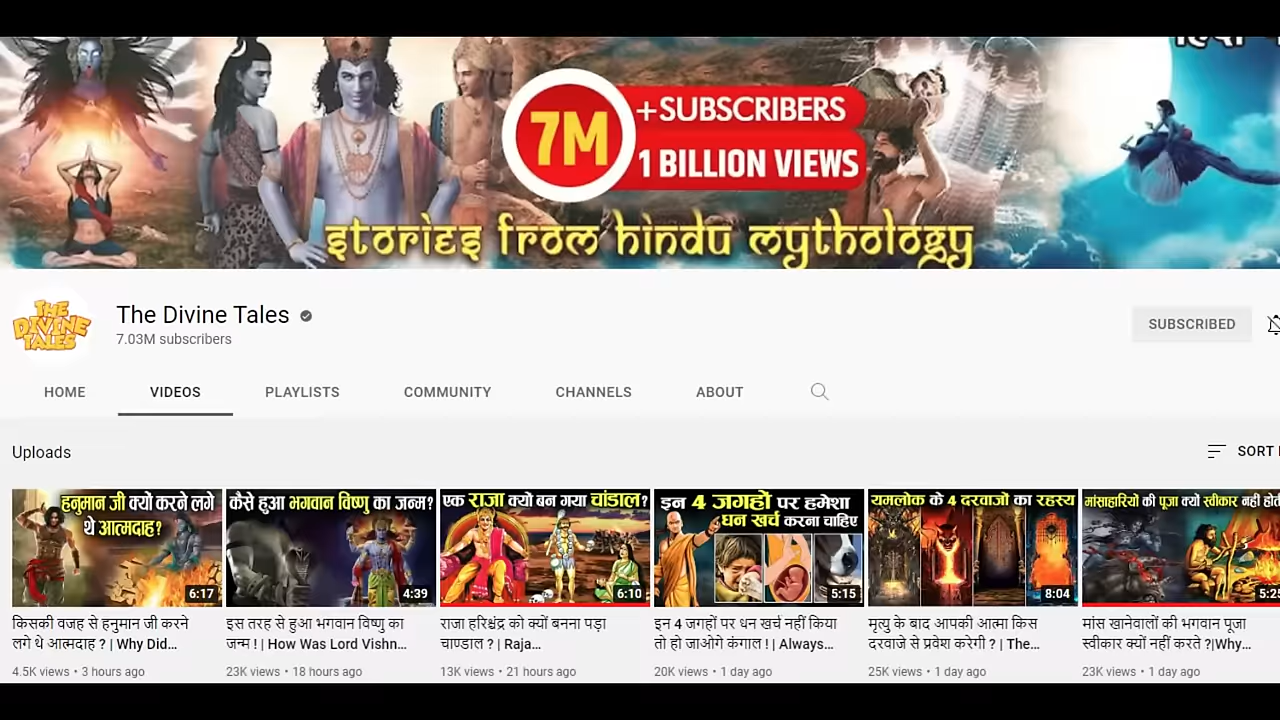 7M
+SUBSCRIBERS
1 BILLION VIEWS
stories from hindu mythology
THE
DIVINE
TALES
The Divine Tales
7.03M subscribers
SUBSCRIBED
HOME VIDEOS PLAYLISTS COMMUNITY CHANNELS ABOUT
Uploads
SORT
हनुमान जी क्यों करने लगे
थे आत्मदाह?
6:17
किसकी वजह से हनुमान जी करने
लगे थे आत्मदाह ? | Why Did...
4.5K views • 3 hours ago
कैसे हुआ भगवान विष्णु का जन्म?
4:39
इस तरह से हुआ भगवान विष्णु का
जन्म ! | How Was Lord Vishn...
23K views • 18 hours ago
एक राजा क्यों बन गया चांडाल?
6:10
राजा हरिश्चंद्र को क्यों बनना पड़ा
चाण्डाल ? | Raja...
13K views • 21 hours ago
इन 4 जगहों पर हमेशा
धन खर्च करना चाहिए
5:15
इन 4 जगहों पर धन खर्च नहीं किया
तो हो जाओगे कंगाल ! | Always...
20K views • 1 day ago
यमलोक के 4 दरवाजों का रहस्य
8:04
मृत्यु के बाद आपकी आत्मा किस
दरवाजे से प्रवेश करेगी ? | The...
25K views • 1 day ago
मांसाहारियों की पूजा क्यों स्वीकार नहीं होती
5:25
मांस खानेवालों की भगवान पूजा
स्वीकार क्यों नहीं करते ?|Why...
23K views • 1 day ago